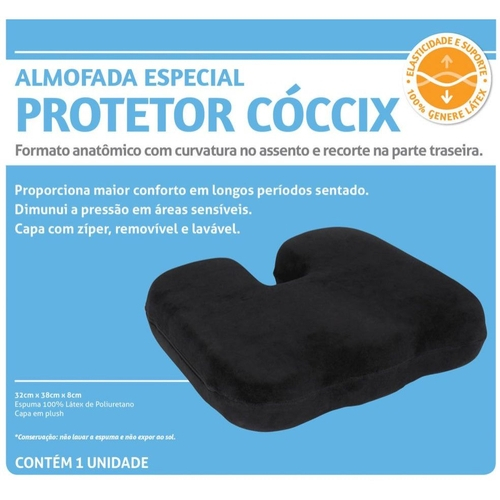 ELASTICIDADE E SUPORTE
100% GENERE LÁTEX
ALMOFADA ESPECIAL
PROTETOR CÓCCIX
Formato anatômico com curvatura no assento e recorte na parte traseira.
Proporciona maior conforto em longos períodos sentado.
Dimunui a pressão em áreas sensíveis.
Capa com zíper, removível e lavável.
32cm x 38cm x 8cm
Espuma 100% Látex de Poliuretano
Capa em plush
*Conservação: não lavar a espuma e não expor ao sol.
CONTÉM 1 UNIDADE